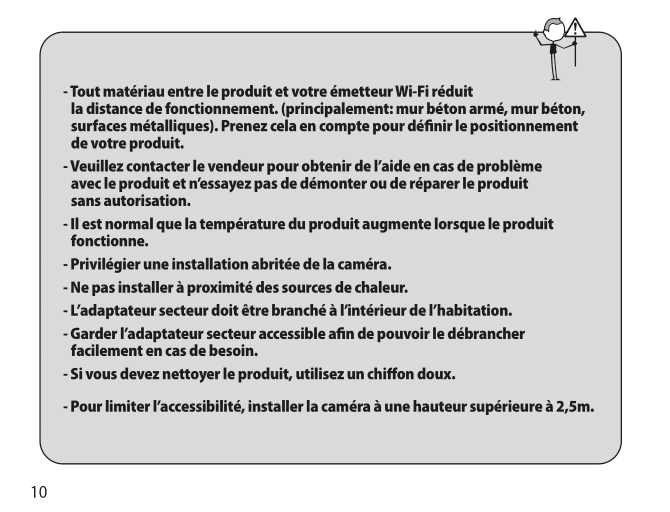 - Tout matériau entre le produit et votre émetteur Wi-Fi réduit
la distance de fonctionnement. (principalement: mur béton armé, mur béton,
surfaces métalliques). Prenez cela en compte pour définir le positionnement
de votre produit.
- Veuillez contacter le vendeur pour obtenir de l’aide en cas de problème
avec le produit et n’essayez pas de démonter ou de réparer le produit
sans autorisation.
- Il est normal que la température du produit augmente lorsque le produit
fonctionne.
- Privilégier une installation abritée de la caméra.
- Ne pas installer à proximité des sources de chaleur.
- L’adaptateur secteur doit être branché à l’intérieur de l’habitation.
- Garder l’adaptateur secteur accessible afin de pouvoir le débrancher
facilement en cas de besoin.
- Si vous devez nettoyer le produit, utilisez un chiffon doux.
- Pour limiter l’accessibilité, installer la caméra à une hauteur supérieure à 2,5m.
10